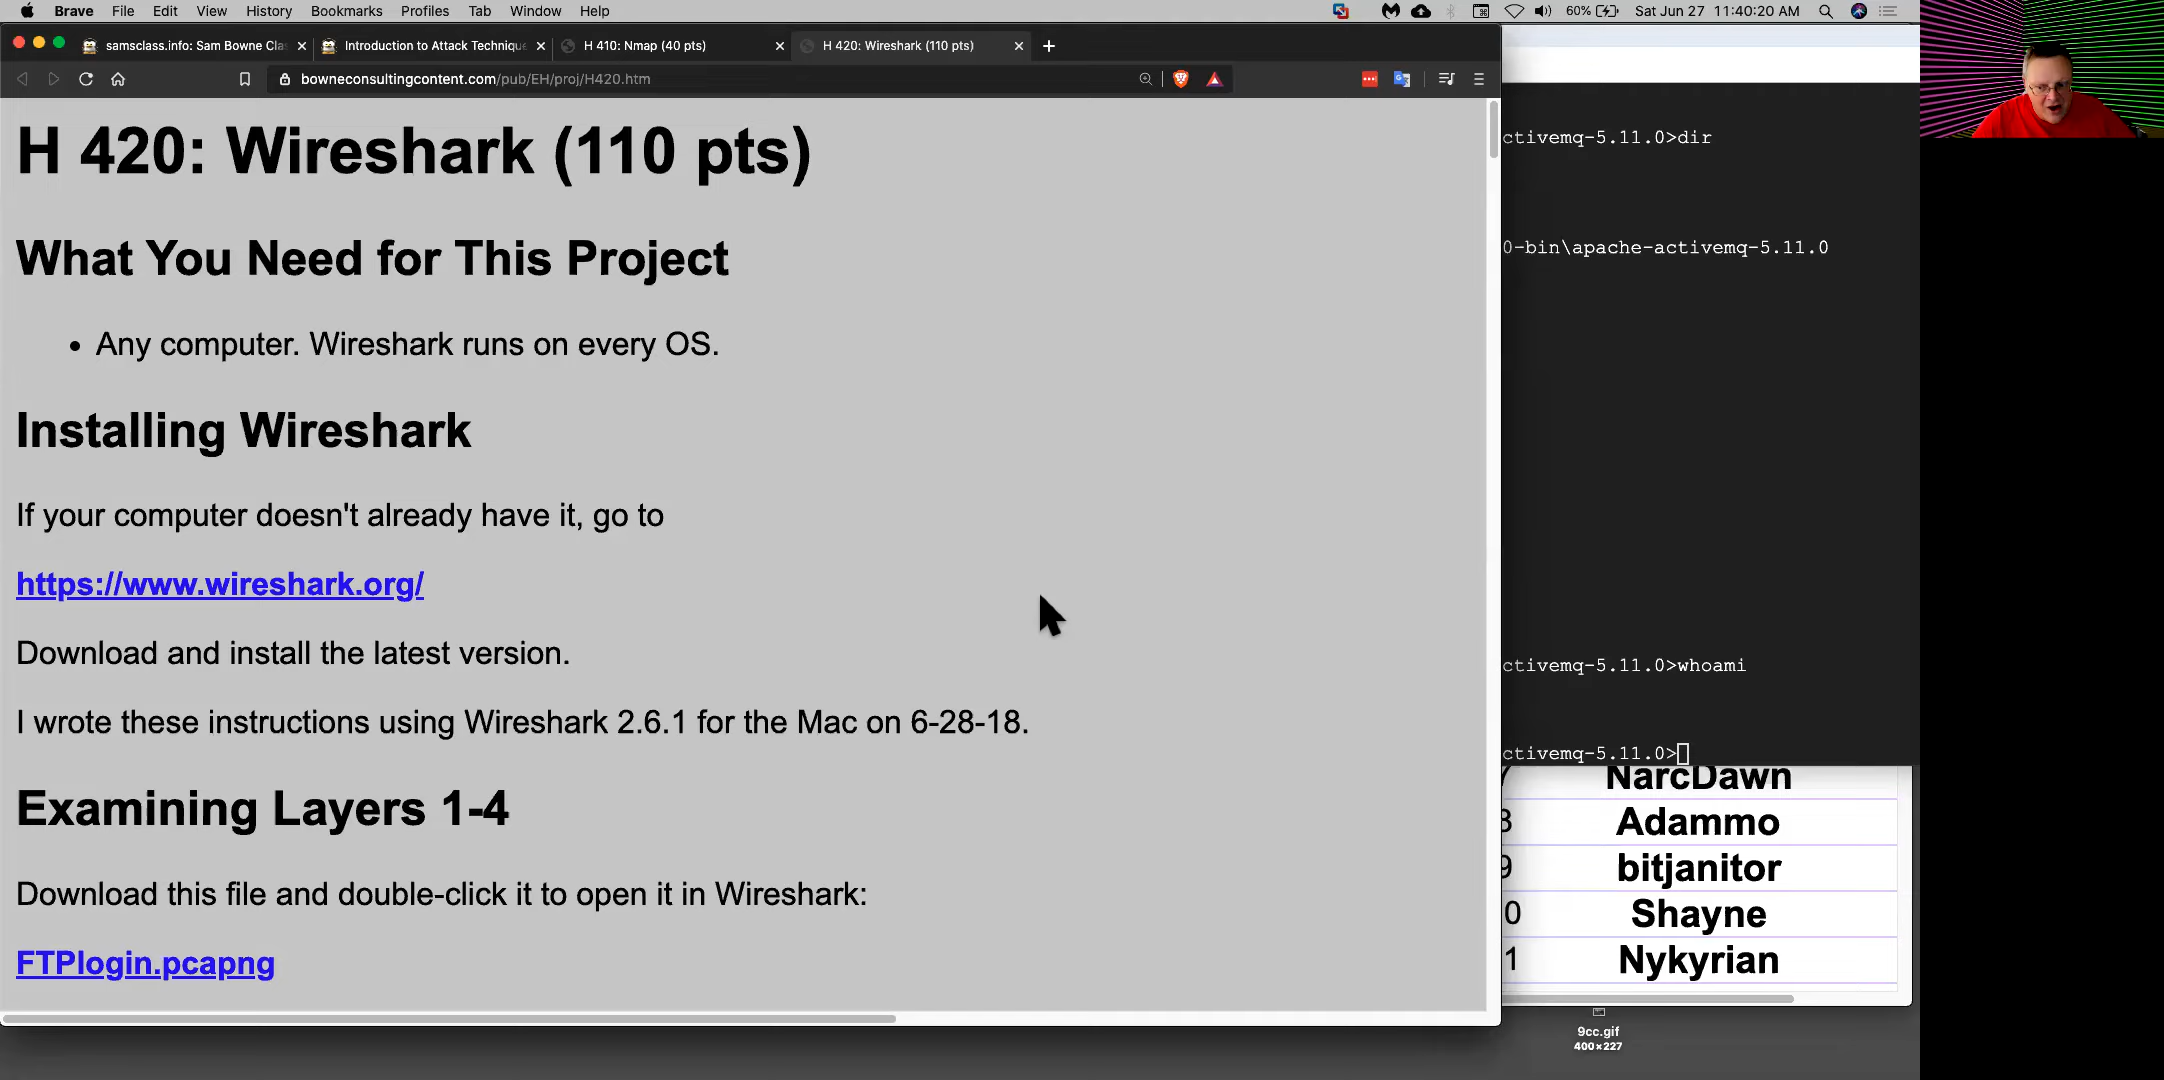 Brave File Edit View History Bookmarks Profiles Tab Window Help 60% Sat Jun 27 11:40:20 AM
samsclass.info: Sam Bowne Clas
Introduction to Attack Technique
H 410: Nmap (40 pts)
H 420: Wireshark (110 pts)
bowneconsultingcontent.com/pub/EH/proj/H420.htm
H 420: Wireshark (110 pts)
What You Need for This Project
• Any computer. Wireshark runs on every OS.
Installing Wireshark
If your computer doesn't already have it, go to
https://www.wireshark.org/
Download and install the latest version.
I wrote these instructions using Wireshark 2.6.1 for the Mac on 6-28-18.
Examining Layers 1-4
Download this file and double-click it to open it in Wireshark:
FTPlogin.pcapng
ctivemq-5.11.0>dir
0-bin\apache-activemq-5.11.0
ctivemq-5.11.0>whoami
ctivemq-5.11.0>
7 NarcDawn
8 Adammo
9 bitjanitor
0 Shayne
1 Nykyrian
9cc.gif
400×227